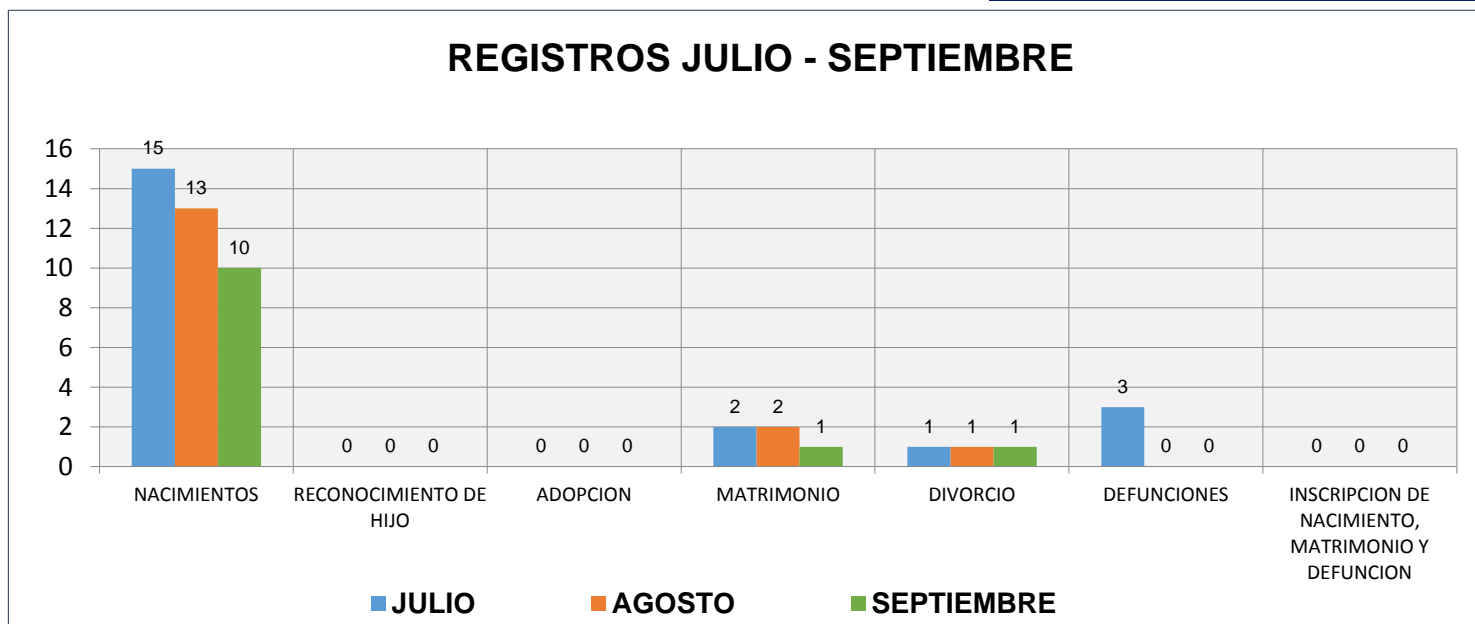 REGISTROS JULIO - SEPTIEMBRE
16
14
12
10
8
6
4
2
0
15
13
10
0 0 0
0 0 0
2 2 1
1 1 1
3 0 0
0 0 0
NACIMIENTOS
RECONOCIMIENTO DE
HIJO
ADOPCION
MATRIMONIO
DIVORCIO
DEFUNCIONES
INSCRIPCION DE
NACIMIENTO,
MATRIMONIO Y
DEFUNCION
JULIO AGOSTO SEPTIEMBRE